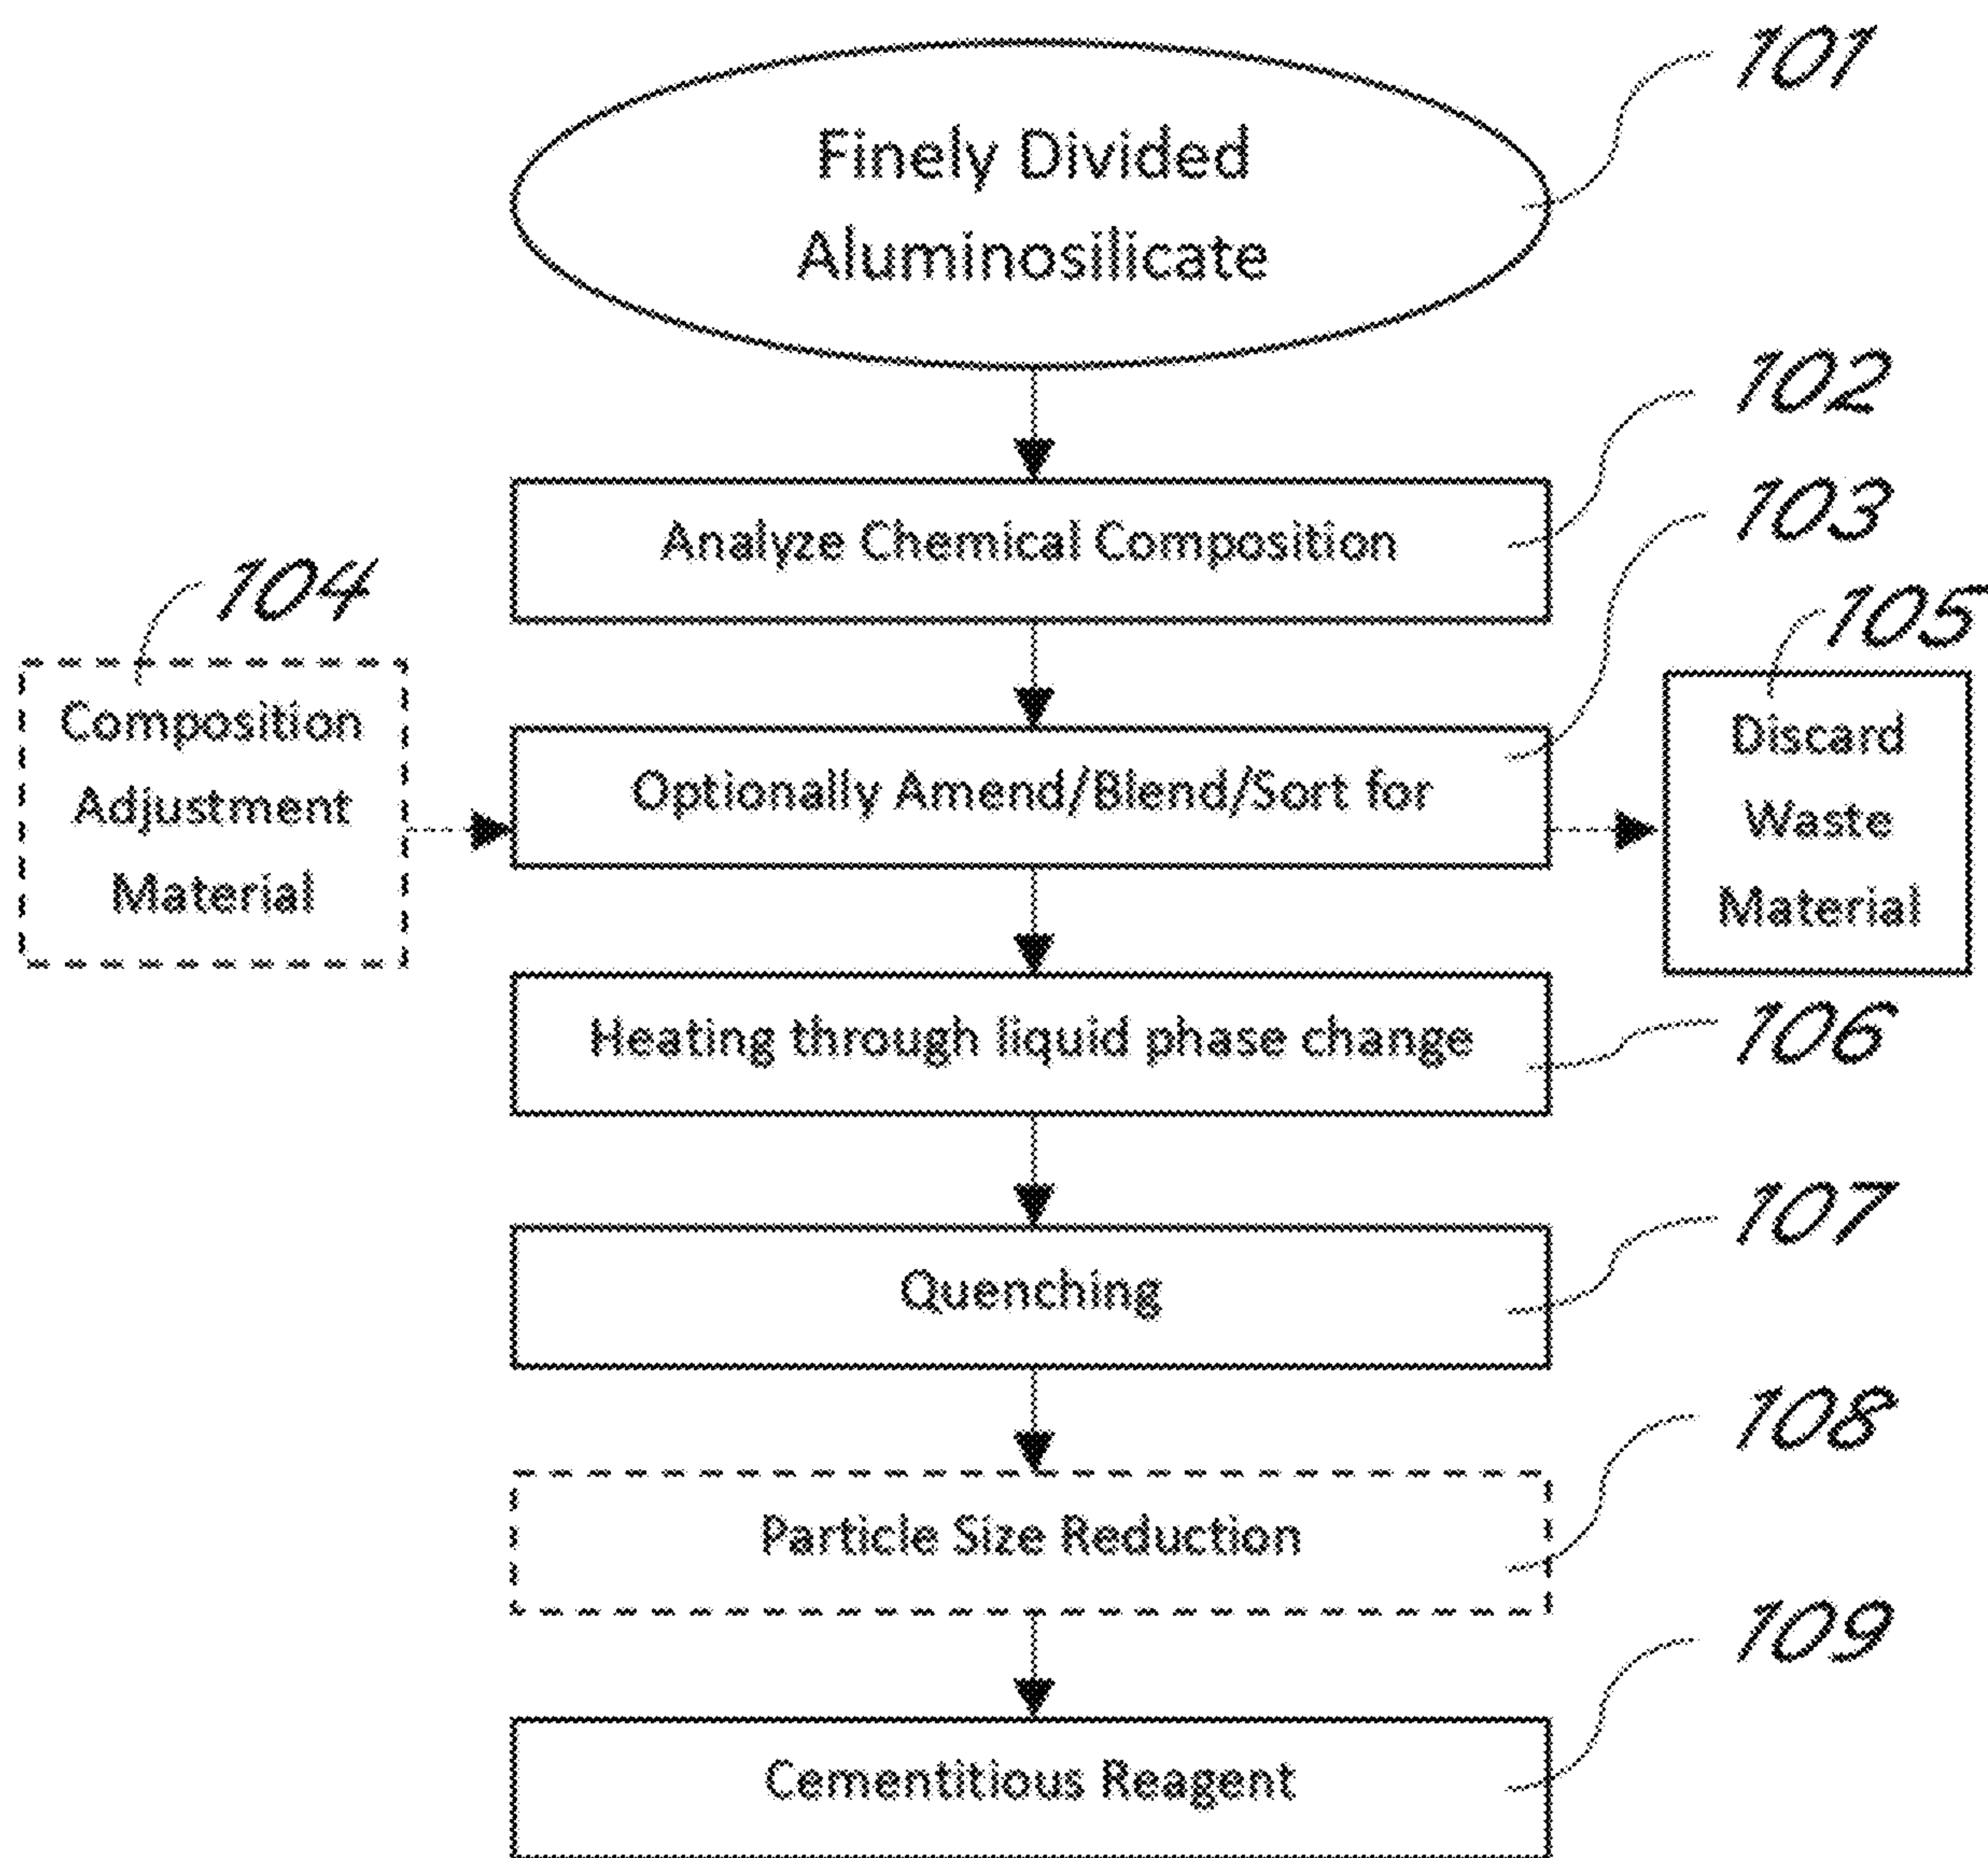 101
Finely Divided
Aluminosilicate
102
Analyze Chemical Composition
103
104
Composition
Adjustment
Material
Optionally Amend/Blend/Sort for
105
Discard
Waste
Material
106
Heating through liquid phase change
107
Quenching
108
Particle Size Reduction
109
Cementitious Reagent